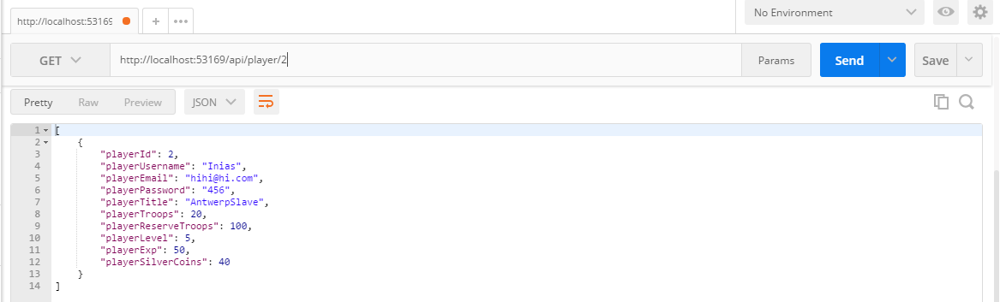 http://localhost:53169
No Environment
GET http://localhost:53169/api/player/2 Params Send Save
Pretty Raw Preview JSON
1 [
2 {
3 "playerId": 2,
4 "playerUsername": "Inias",
5 "playerEmail": "hihi@hi.com",
6 "playerPassword": "456",
7 "playerTitle": "AntwerpSlave",
8 "playerTroops": 20,
9 "playerReserveTroops": 100,
10 "playerLevel": 5,
11 "playerExp": 50,
12 "playerSilverCoins": 40
13 }
14 ]